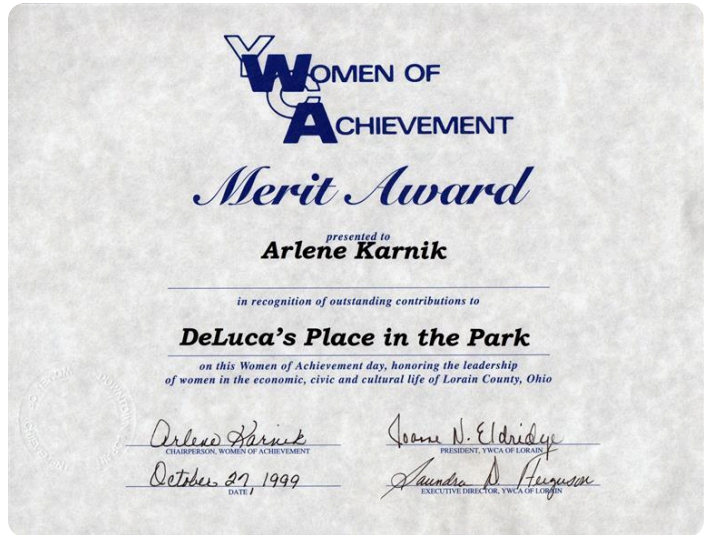 YWCA
WOMEN OF
ACHIEVEMENT
Merit Award
presented to
Arlene Karnik
in recognition of outstanding contributions to
DeLuca's Place in the Park
on this Women of Achievement day, honoring the leadership
of women in the economic, civic and cultural life of Lorain County, Ohio
Arlene Karnik
CHAIRPERSON, WOMEN OF ACHIEVEMENT
Joanne N. Eldridge
PRESIDENT, YWCA OF LORAIN
October 27, 1999
DATE
Saundra D. Ferguson
EXECUTIVE DIRECTOR, YWCA OF LORAIN